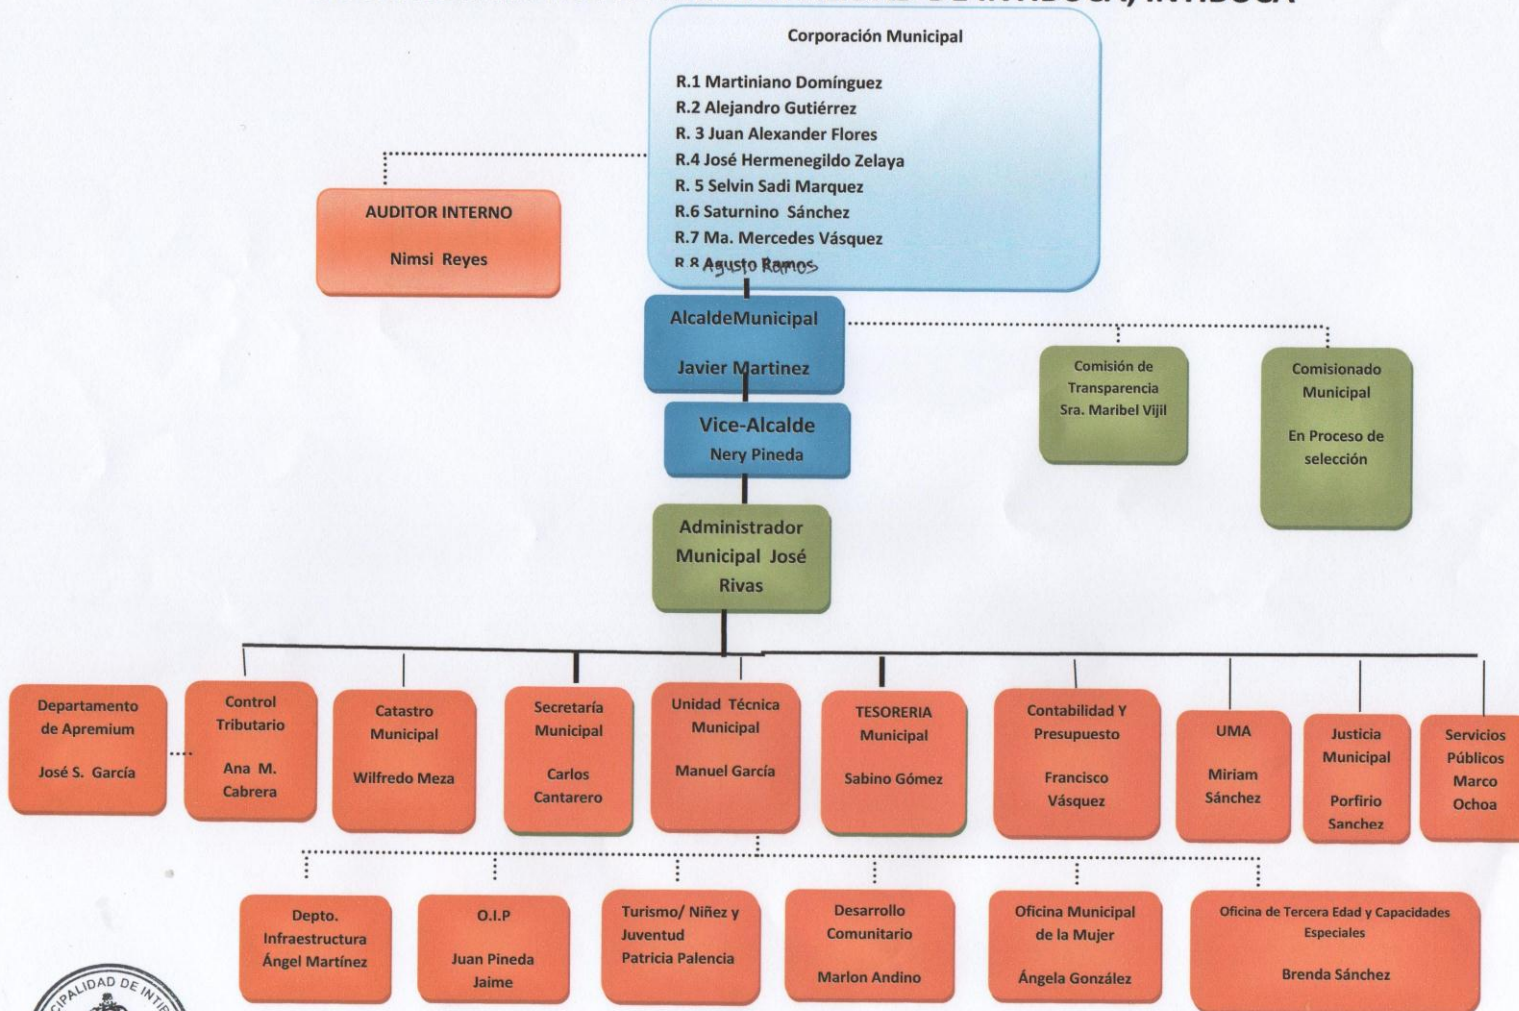 DE INTIBUCA, INTIBUCA
Corporación Municipal
R.1 Martiniano Domínguez
R.2 Alejandro Gutiérrez
R. 3 Juan Alexander Flores
R.4 José Hermenegildo Zelaya
R. 5 Selvin Sadi Marquez
R.6 Saturnino Sánchez
R.7 Ma. Mercedes Vásquez
R.8 Agusto Ramos
AUDITOR INTERNO
Nimsi Reyes
AlcaldeMunicipal
Javier Martinez
Comisión de
Transparencia
Sra. Maribel Vijil
Comisionado
Municipal
En Proceso de
selección
Vice-Alcalde
Nery Pineda
Administrador
Municipal José
Rivas
Departamento
de Apremium
José S. García
Control
Tributario
Ana M.
Cabrera
Catastro
Municipal
Wilfredo Meza
Secretaría
Municipal
Carlos
Cantarero
Unidad Técnica
Municipal
Manuel García
TESORERIA
Municipal
Sabino Gómez
Contabilidad Y
Presupuesto
Francisco
Vásquez
UMA
Miriam
Sánchez
Justicia
Municipal
Porfirio
Sanchez
Servicios
Públicos
Marco
Ochoa
Depto.
Infraestructura
Ángel Martínez
O.I.P
Juan Pineda
Jaime
Turismo/ Niñez y
Juventud
Patricia Palencia
Desarrollo
Comunitario
Marlon Andino
Oficina Municipal
de la Mujer
Ángela González
Oficina de Tercera Edad y Capacidades
Especiales
Brenda Sánchez
CIPALIDAD DE INTIB